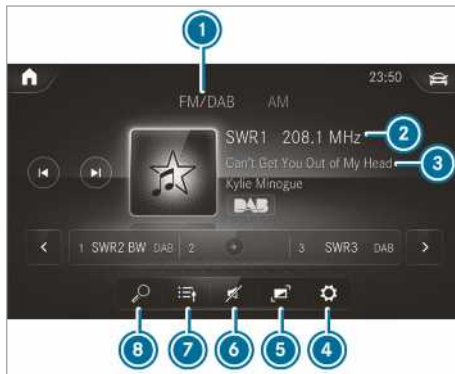 1
23:50
FM/DAB AM
SWR1 208.1 MHz
2
Can't Get You Out of My Head
3
Kylie Minogue
DAB
1 SWR2 BW DAB 2 3 SWR3 DAB
8 7 6 5 4